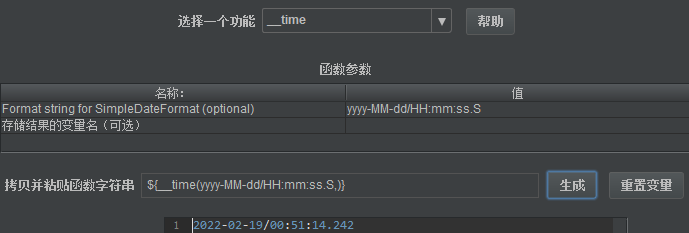 选择一个功能 __time ▼ 帮助
函数参数
名称: 值
Format string for SimpleDateFormat (optional) yyyy-MM-dd/HH:mm:ss.S
存储结果的变量名（可选）
拷贝并粘贴函数字符串 ${__time(yyyy-MM-dd/HH:mm:ss.S,)} 生成 重置变量
1 2022-02-19/00:51:14.242